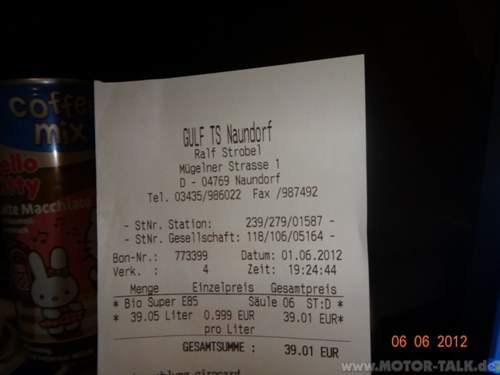 coffee
mix
ello
tty
Macchiato
GULF TS Naundorf
Ralf Strobel
Mügelner Strasse 1
D - 04769 Naundorf
Tel. 03435/986022 Fax /987492
- StNr. Station: 239/279/01587 -
- StNr. Gesellschaft: 118/106/05164 -
Bon-Nr.: 773399 Datum: 01.06.2012
Verk. : 4 Zeit: 19:24:44
Menge Einzelpreis Gesamtpreis
* Bio Super E85 Säule 06 ST:D *
* 39.05 Liter 0.999 EUR 39.01 EUR*
pro Liter
GESAMTSUMME : 39.01 EUR
06 06 2012
www.MOTOR-TALK.de